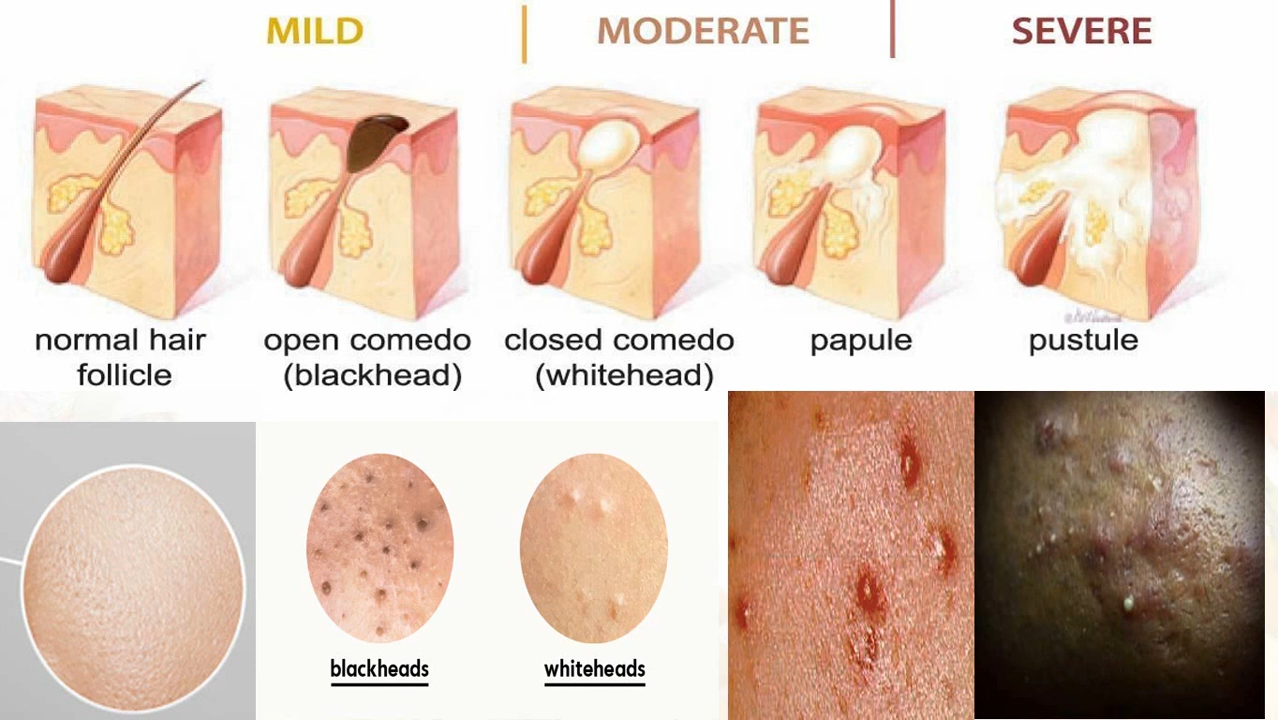 MILD
MODERATE
SEVERE
normal hair
follicle
open comedo
(blackhead)
closed comedo
(whitehead)
papule
pustule
blackheads
whiteheads